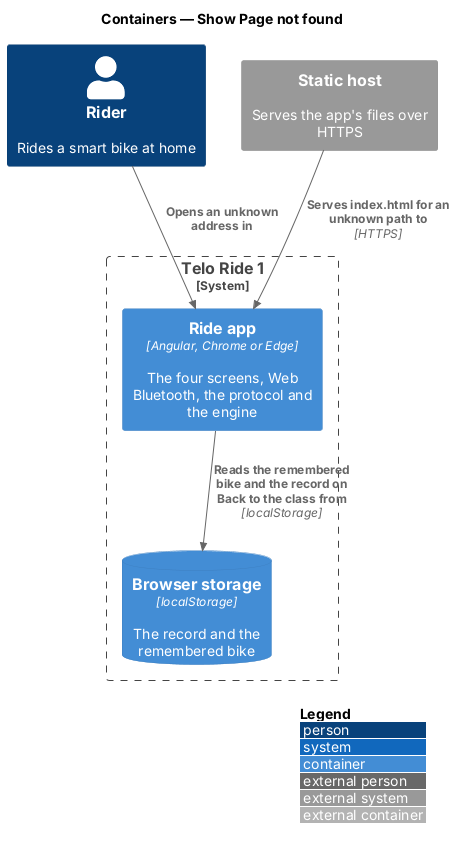 Containers — Show Page not found
Rider
Rides a smart bike at home
Static host
Serves the app's files over
HTTPS
Opens an unknown
address in
Serves index.html for an
unknown path to
[HTTPS]
Telo Ride 1
[System]
Ride app
[Angular, Chrome or Edge]
The four screens, Web
Bluetooth, the protocol and
the engine
Reads the remembered
bike and the record on
Back to the class from
[localStorage]
Browser storage
[localStorage]
The record and the
remembered bike
Legend
person
system
container
external person
external system
external container